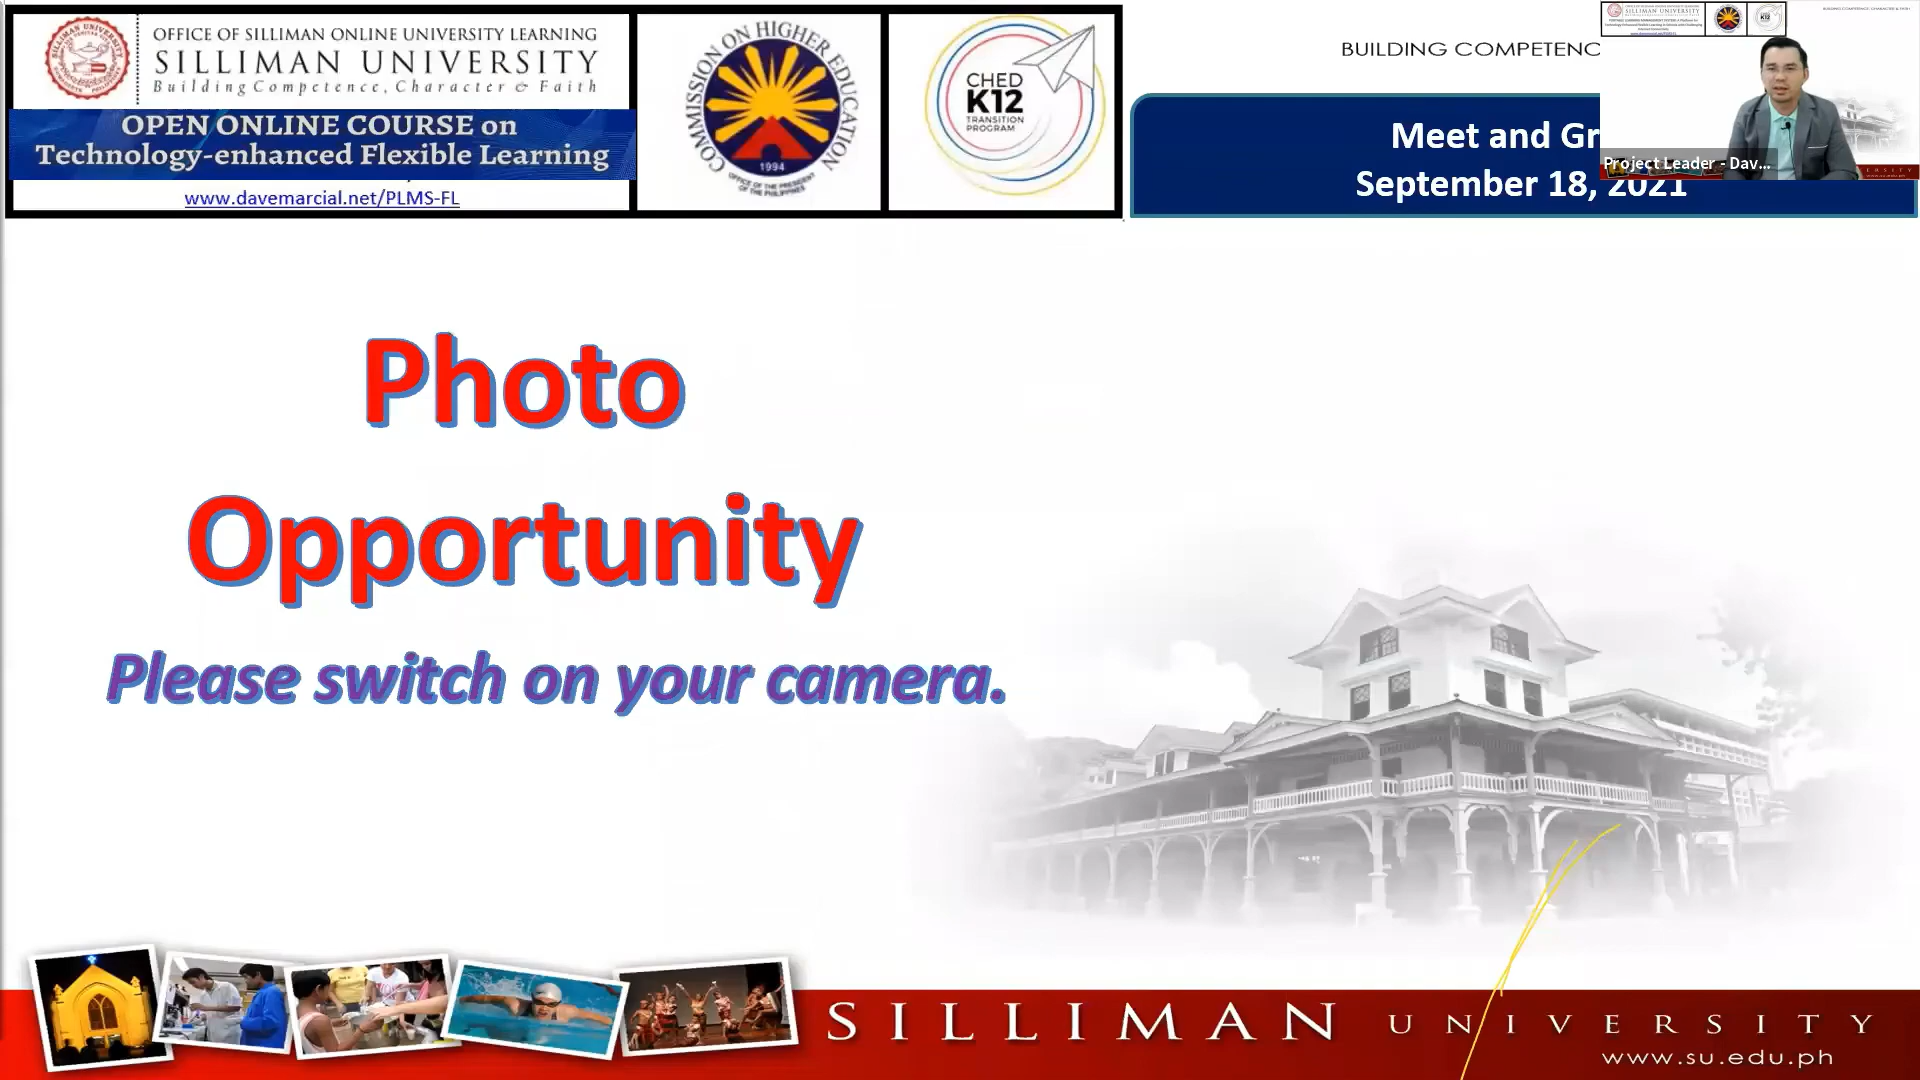 OFFICE OF SILLIMAN ONLINE UNIVERSITY LEARNING
SILLIMAN UNIVERSITY
Building Competence, Character & Faith
OPEN ONLINE COURSE on
Technology-enhanced Flexible Learning
www.davemarcial.net/PLMS-FL
COMMISSION ON HIGHER EDUCATION
1994
OFFICE OF THE PRESIDENT
OF THE PHILIPPINES
CHED
K12
TRANSITION
PROGRAM
BUILDING COMPETENC
Meet and Gr
September 18, 2021
Project Leader - Dav...
Photo
Opportunity
Please switch on your camera.
SILLIMAN UNIVERSITY
www.su.edu.ph